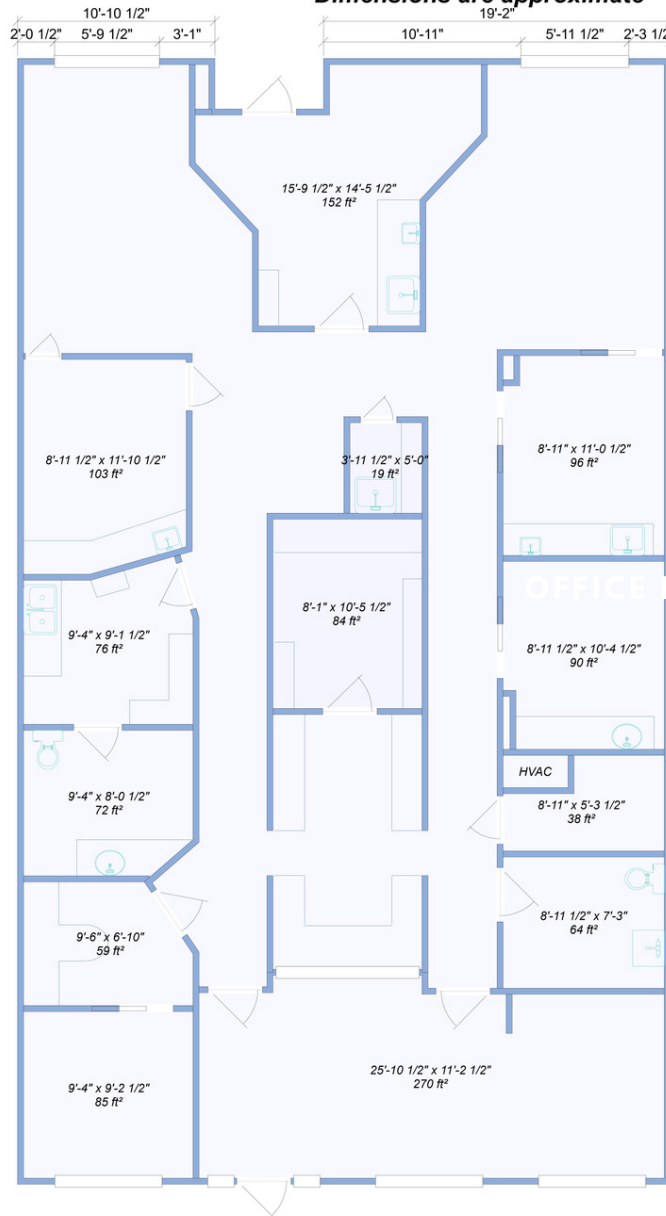 Dimensions are approximate
10'-10 1/2"
19'-2"
2'-0 1/2"
5'-9 1/2"
3'-1"
10'-11"
5'-11 1/2"
2'-3 1/2
15'-9 1/2" x 14'-5 1/2"
152 ft²
8'-11 1/2" x 11'-10 1/2"
103 ft²
3'-11 1/2" x 5'-0"
19 ft²
8'-11" x 11'-0 1/2"
96 ft²
OFFICE
8'-1" x 10'-5 1/2"
84 ft²
9'-4" x 9'-1 1/2"
76 ft²
8'-11 1/2" x 10'-4 1/2"
90 ft²
HVAC
9'-4" x 8'-0 1/2"
72 ft²
8'-11" x 5'-3 1/2"
38 ft²
8'-11 1/2" x 7'-3"
64 ft²
9'-6" x 6'-10"
59 ft²
25'-10 1/2" x 11'-2 1/2"
270 ft²
9'-4" x 9'-2 1/2"
85 ft²